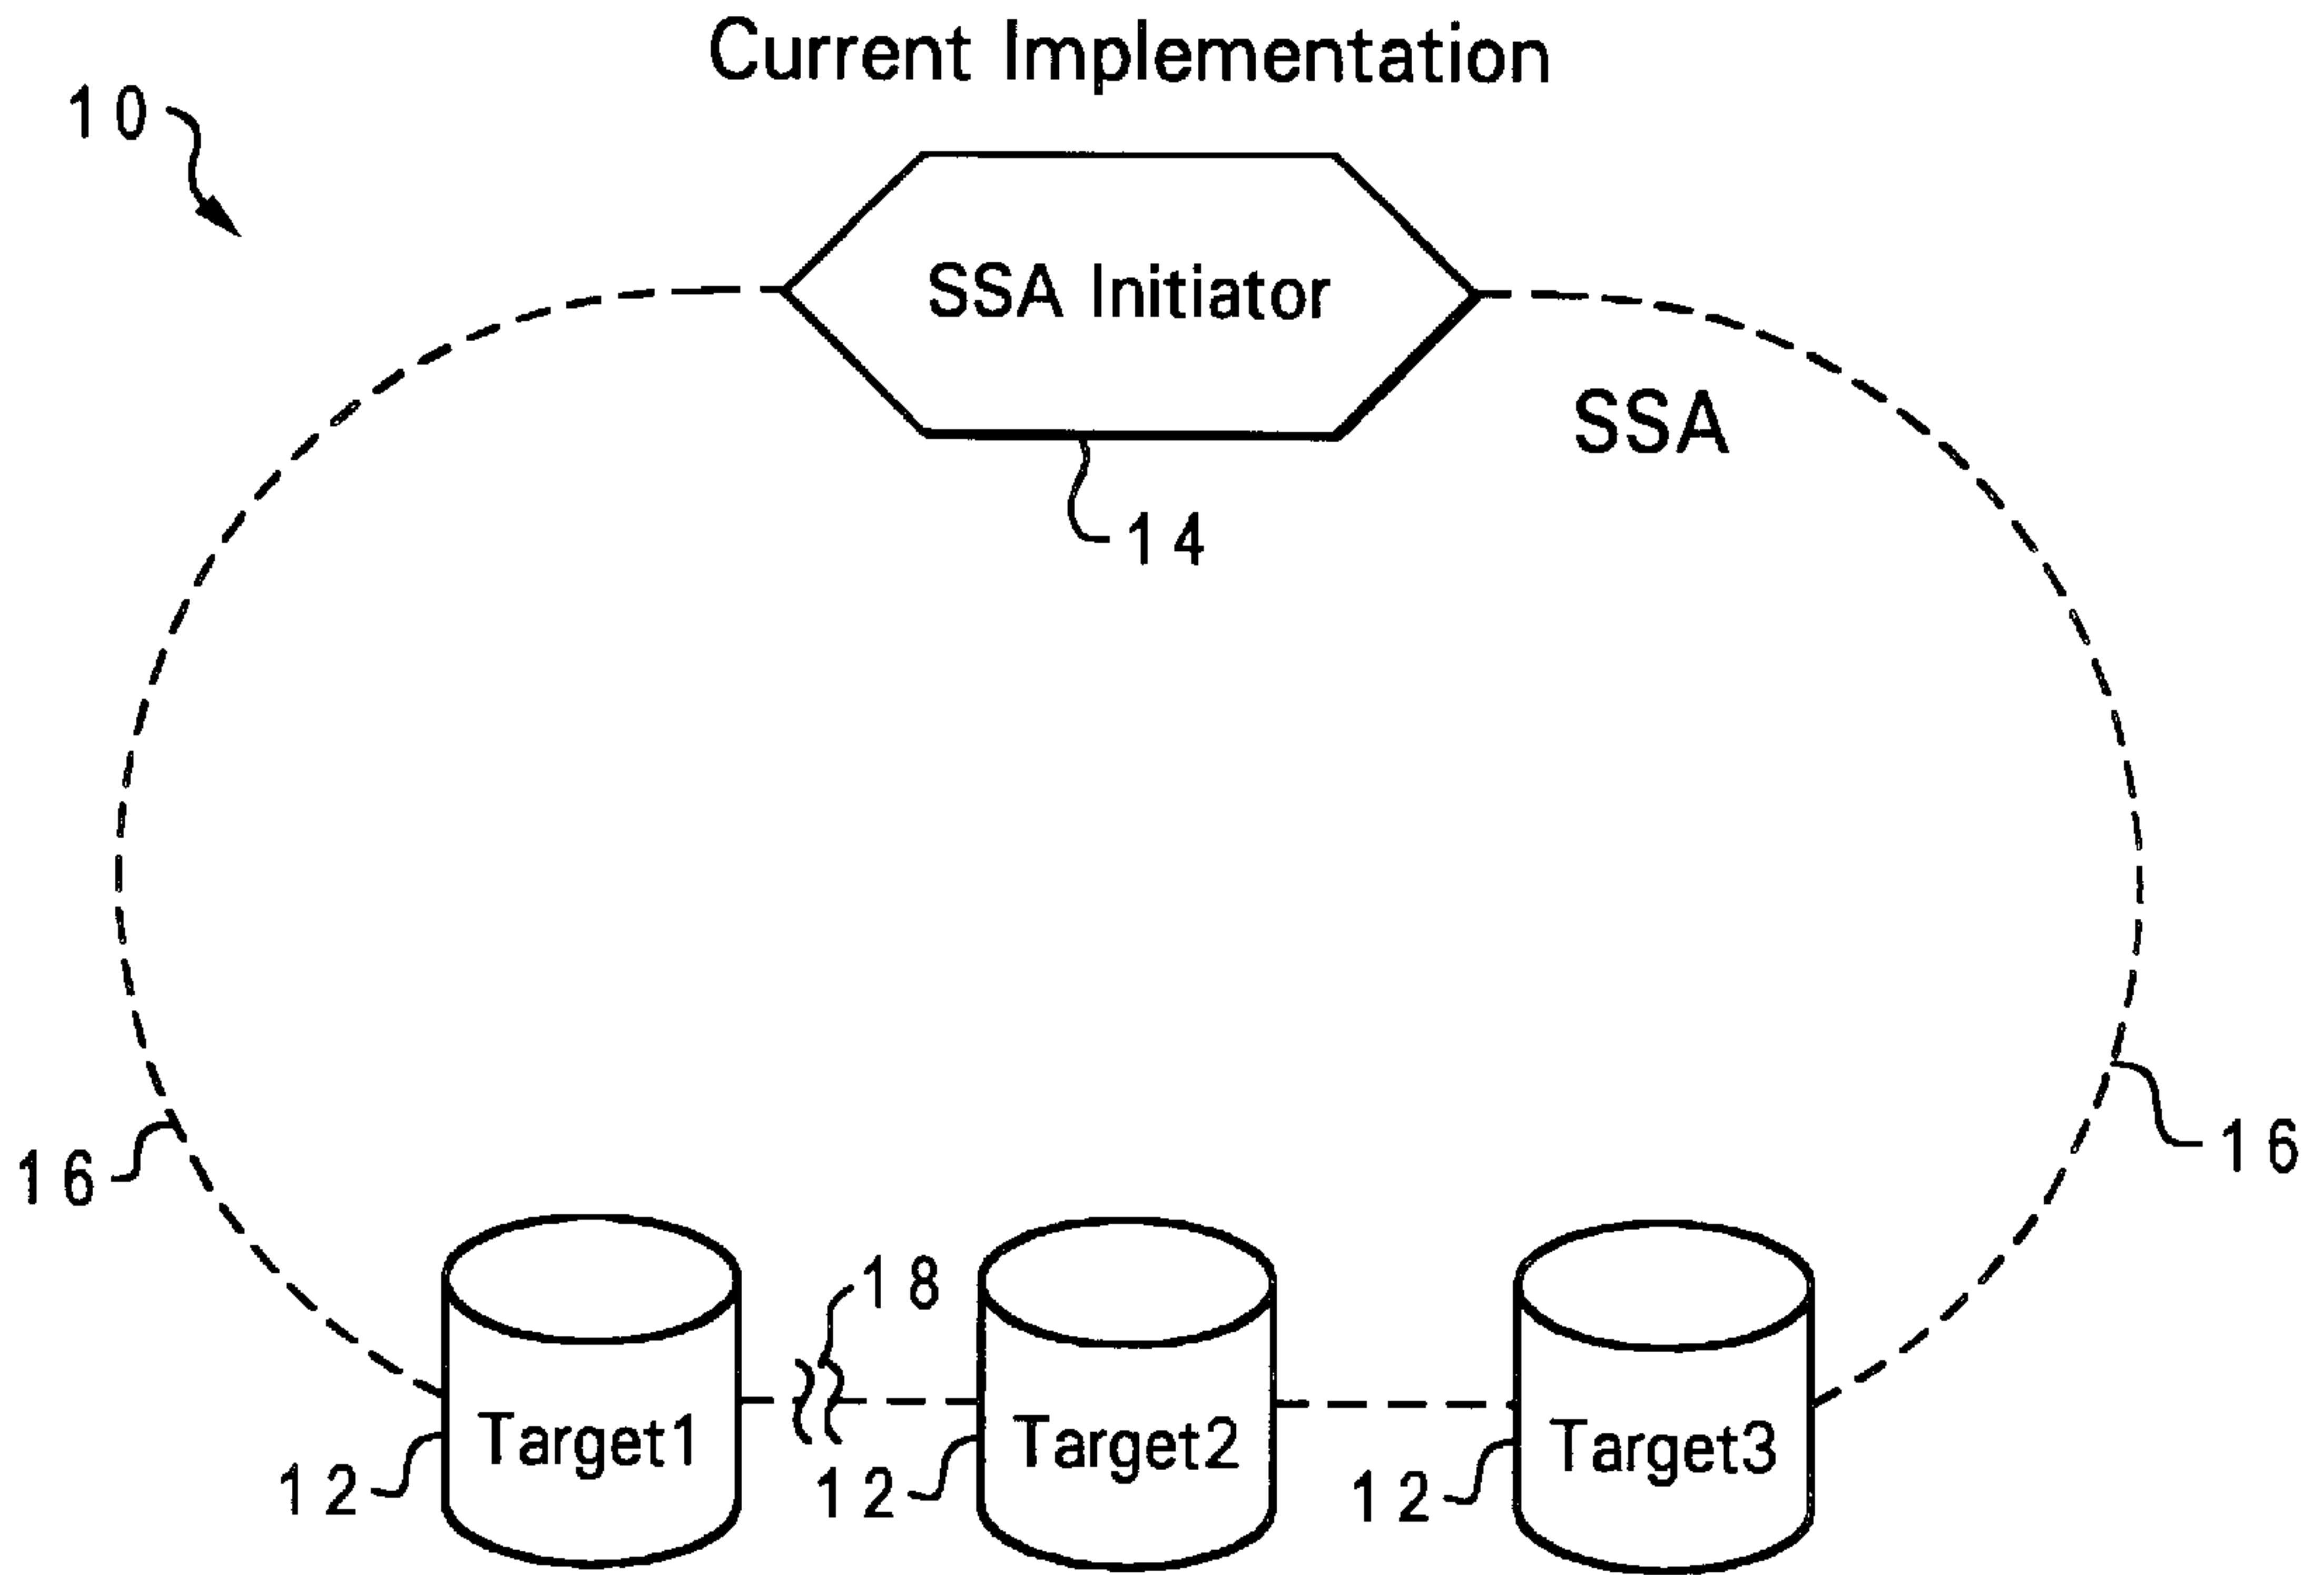 Current Implementation
10
SSA Initiator
SSA
14
16
16
18
Target1
Target2
Target3
12
12
12